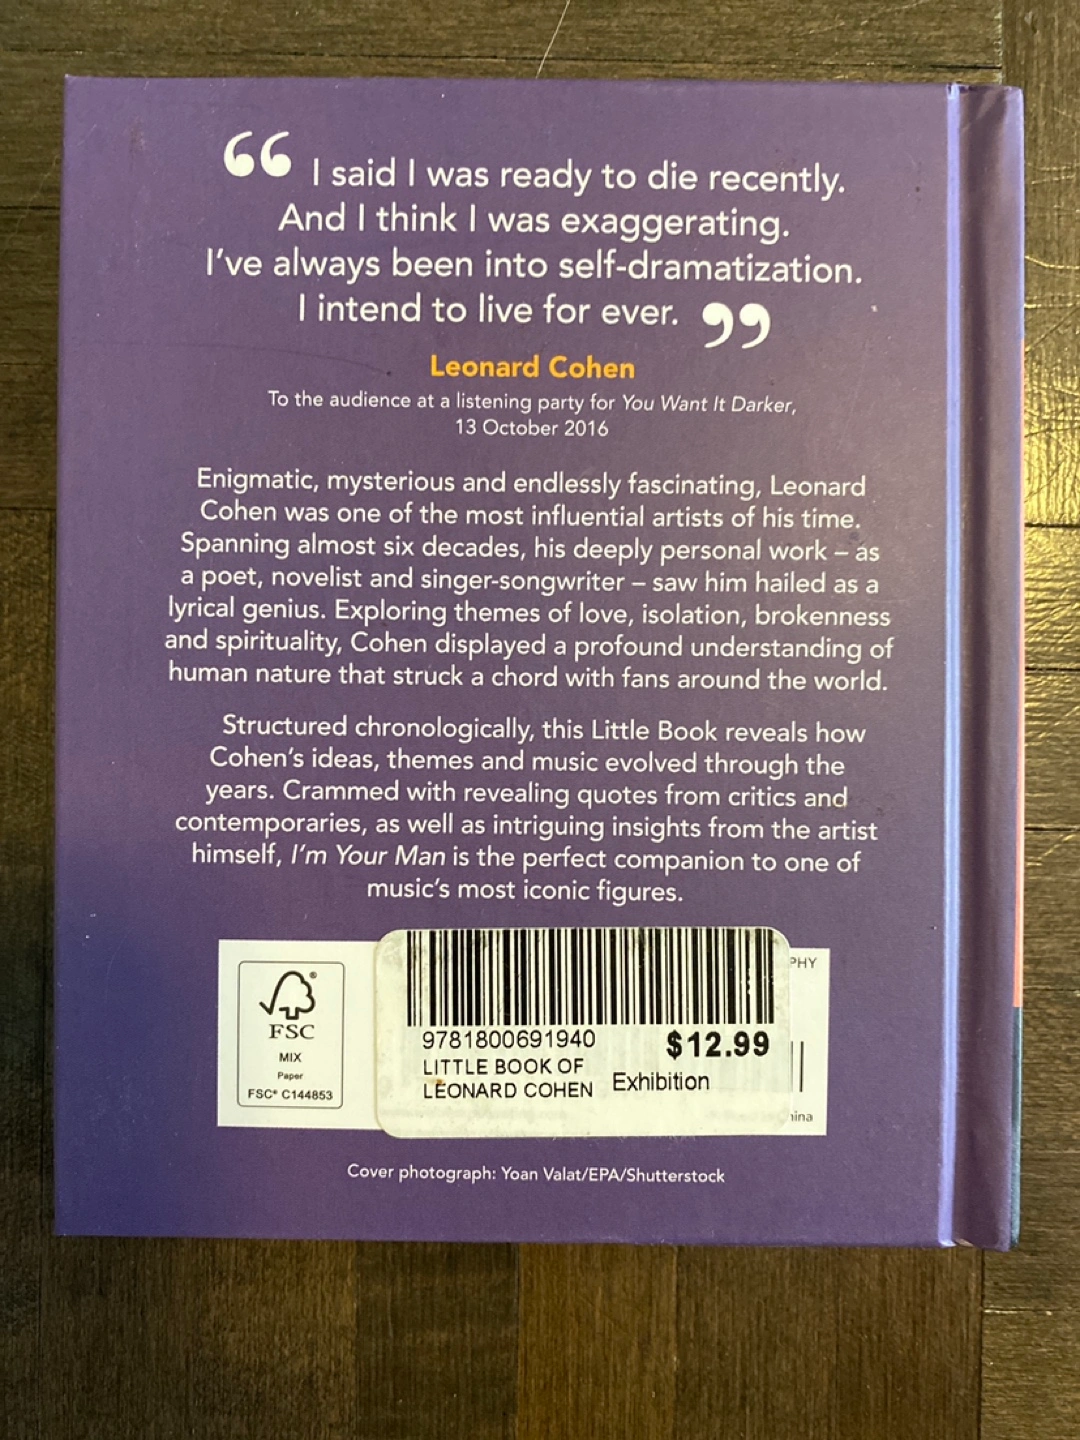 “ I said I was ready to die recently.
And I think I was exaggerating.
I’ve always been into self-dramatization.
I intend to live for ever. ”
Leonard Cohen
To the audience at a listening party for You Want It Darker,
13 October 2016
Enigmatic, mysterious and endlessly fascinating, Leonard
Cohen was one of the most influential artists of his time.
Spanning almost six decades, his deeply personal work – as
a poet, novelist and singer-songwriter – saw him hailed as a
lyrical genius. Exploring themes of love, isolation, brokenness
and spirituality, Cohen displayed a profound understanding of
human nature that struck a chord with fans around the world.
Structured chronologically, this Little Book reveals how
Cohen’s ideas, themes and music evolved through the
years. Crammed with revealing quotes from critics and
contemporaries, as well as intriguing insights from the artist
himself, I’m Your Man is the perfect companion to one of
music’s most iconic figures.
PHY
®
FSC
MIX
Paper
FSC® C144853
9781800691940
$12.99
LITTLE BOOK OF
LEONARD COHEN
Exhibition
hina
Cover photograph: Yoan Valat/EPA/Shutterstock